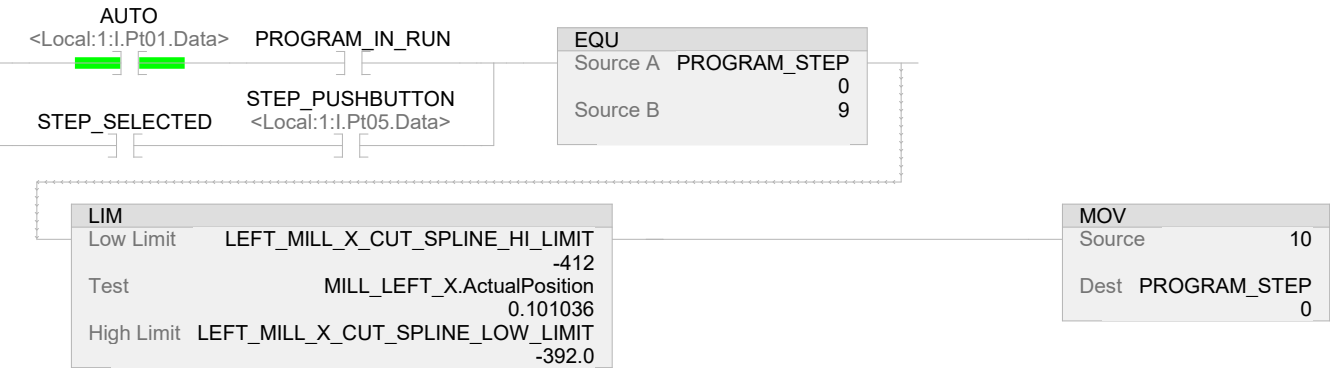 AUTO
<Local:1:I.Pt01.Data> PROGRAM_IN_RUN
EQU
Source A PROGRAM_STEP
0
Source B 9
STEP_PUSHBUTTON
STEP_SELECTED <Local:1:I.Pt05.Data>
LIM
Low Limit LEFT_MILL_X_CUT_SPLINE_HI_LIMIT
-412
Test MILL_LEFT_X.ActualPosition
0.101036
High Limit LEFT_MILL_X_CUT_SPLINE_LOW_LIMIT
-392.0
MOV
Source 10
Dest PROGRAM_STEP
0